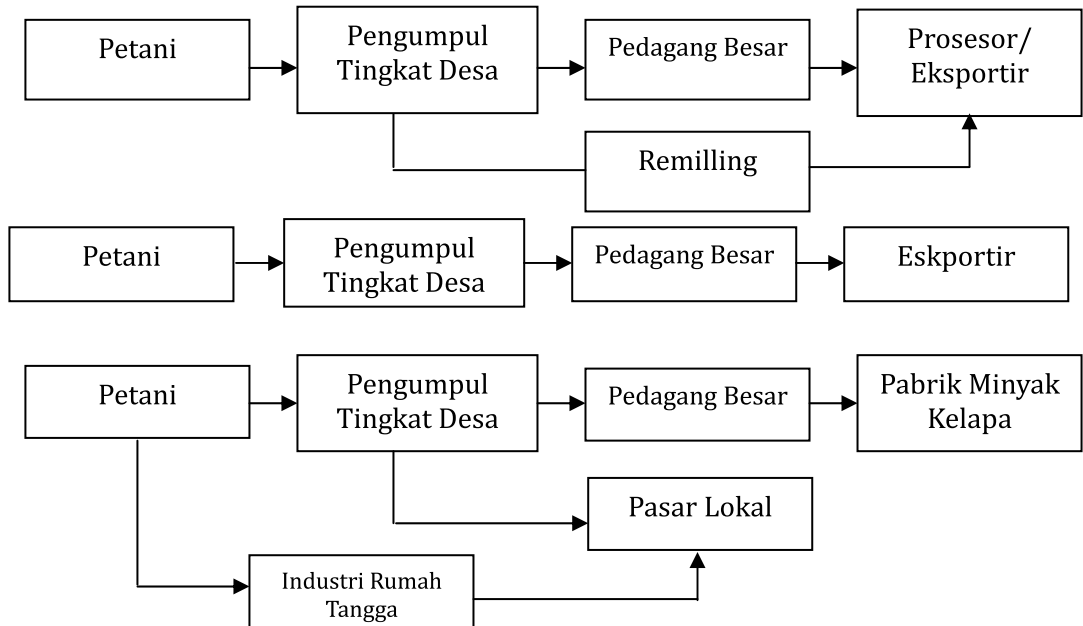 Petani
Pengumpul
Tingkat Desa
Pedagang Besar
Prosesor/
Eksportir
Remilling
Petani
Pengumpul
Tingkat Desa
Pedagang Besar
Eskportir
Petani
Pengumpul
Tingkat Desa
Pedagang Besar
Pabrik Minyak
Kelapa
Pasar Lokal
Industri Rumah
Tangga